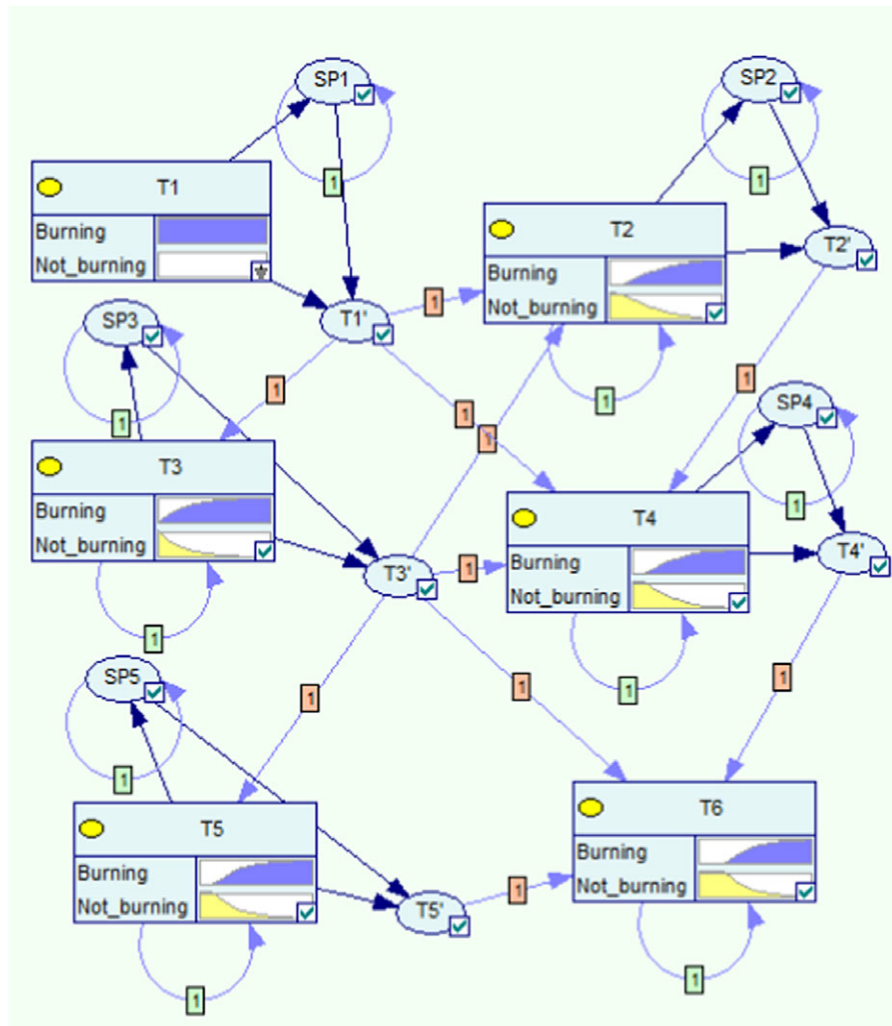 SP1
1
T1
Burning
Not_burning
T1'
SP2
1
T2
Burning
Not_burning
T2'
1
1
SP3
1
1
T3
Burning
Not_burning
1
T3'
1
1
1
SP4
1
T4
Burning
Not_burning
T4'
1
1
SP5
1
1
1
1
T5
Burning
Not_burning
1
T5'
1
T6
Burning
Not_burning
1